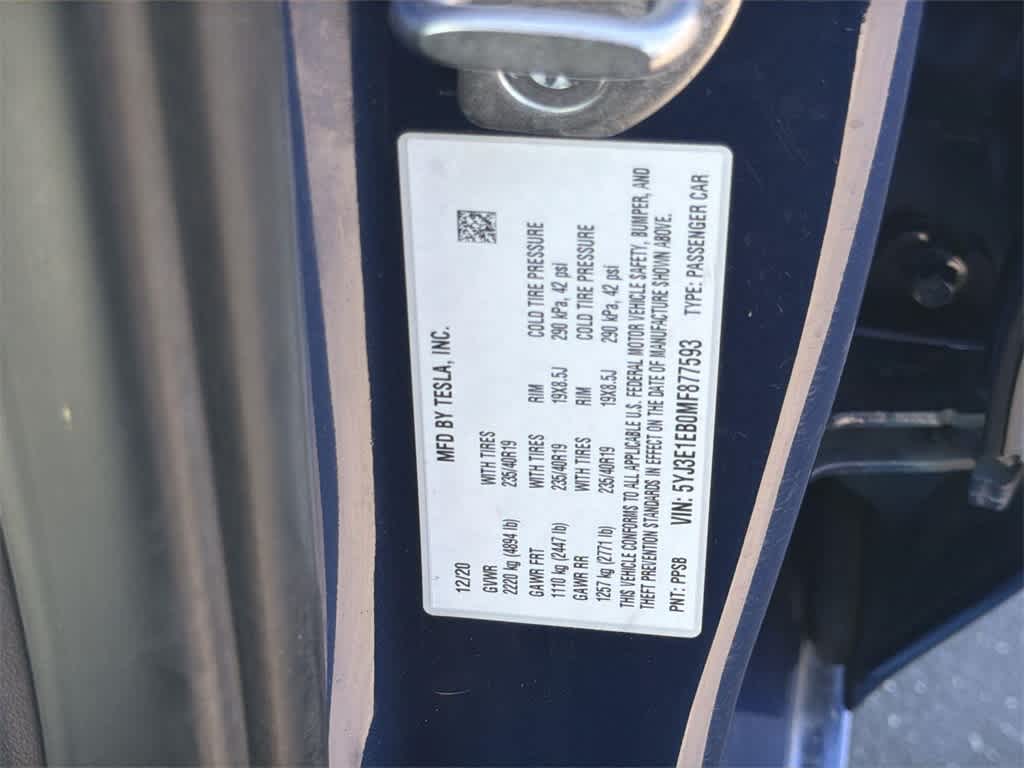 MFD BY TESLA, INC.
12/20
GVWR WITH TIRES
2220 kg (4894 lb) 235/40R19
GAWR FRT WITH TIRES RIM COLD TIRE PRESSURE
1110 kg (2447 lb) 235/40R19 19X8.5J 290 kPa, 42 psi
GAWR RR WITH TIRES RIM COLD TIRE PRESSURE
1257 kg (2771 lb) 235/40R19 19X8.5J 290 kPa, 42 psi
THIS VEHICLE CONFORMS TO ALL APPLICABLE U.S. FEDERAL MOTOR VEHICLE SAFETY, BUMPER, AND
THEFT PREVENTION STANDARDS IN EFFECT ON THE DATE OF MANUFACTURE SHOWN ABOVE.
PNT: PPSB VIN: 5YJ3E1EB0MF877593 TYPE: PASSENGER CAR